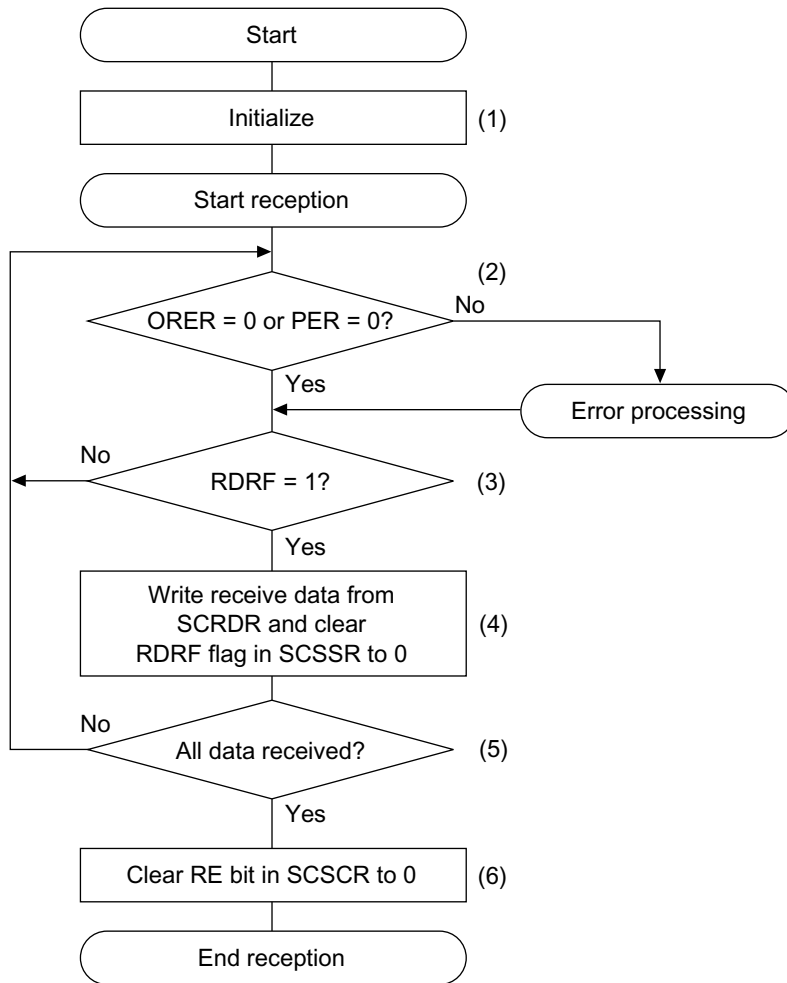 Start
Initialize
(1)
Start reception
(2)
ORER = 0 or PER = 0?
No
Yes
Error processing
No
RDRF = 1?
(3)
Yes
Write receive data from
SCRDR and clear
RDRF flag in SCSSR to 0
(4)
No
All data received?
(5)
Yes
Clear RE bit in SCSCR to 0
(6)
End reception